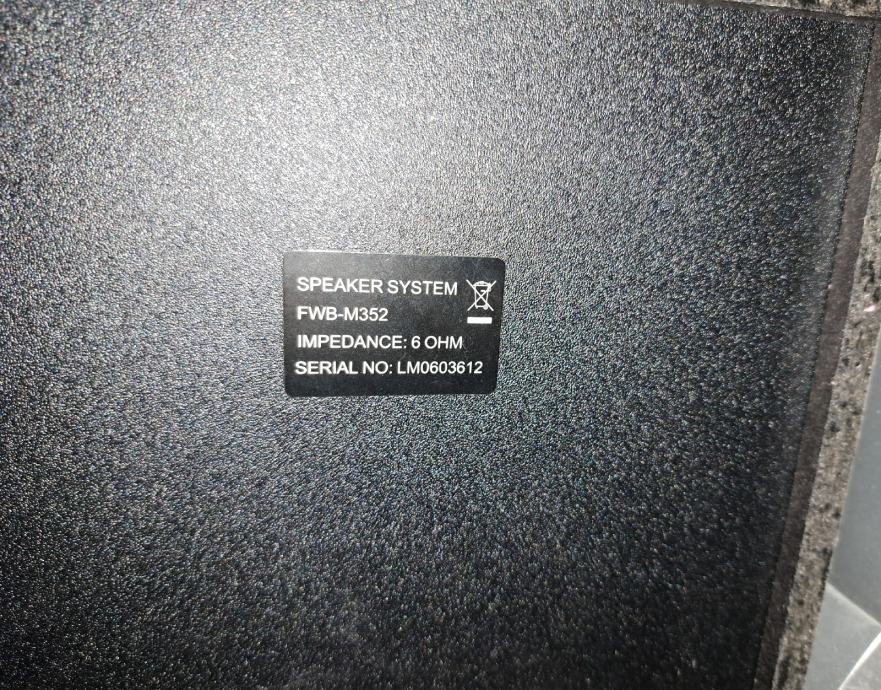 SPEAKER SYSTEM
FWB-M352
IMPEDANCE: 6 OHM
SERIAL NO: LM0603612